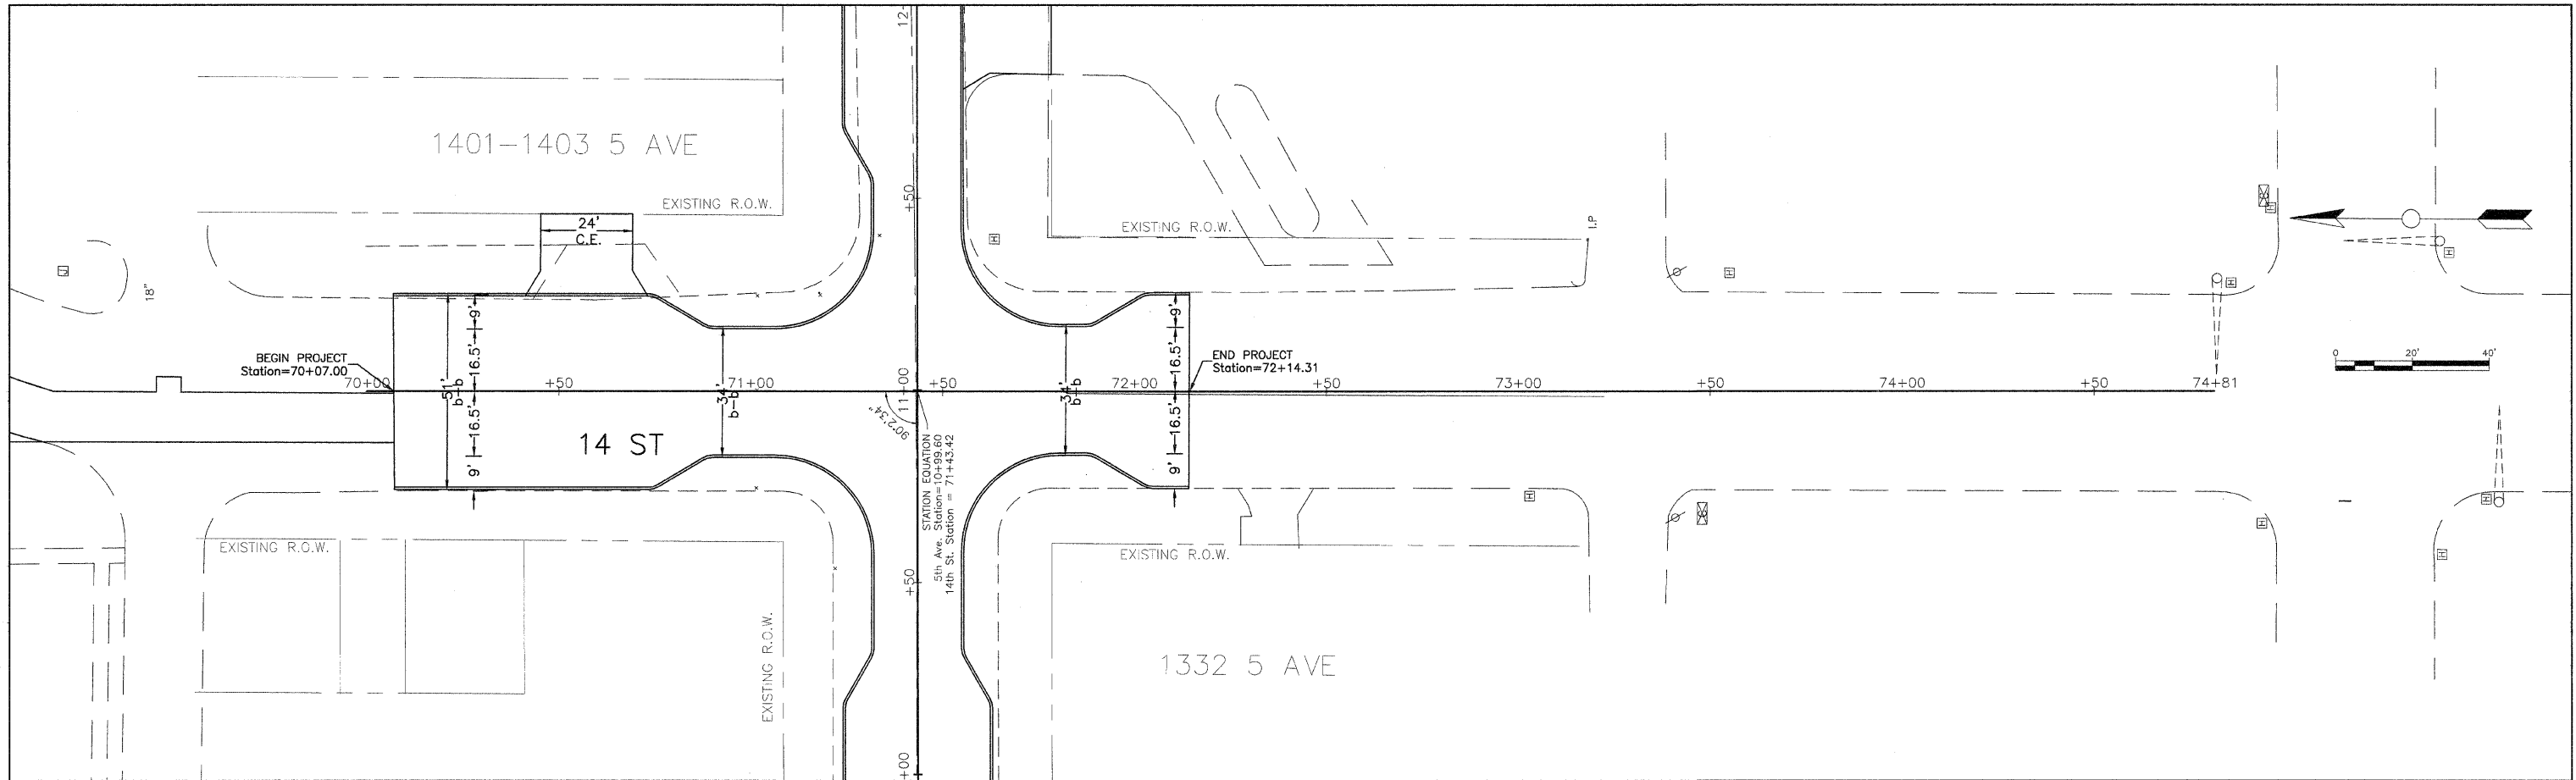 12-
1401-1403 5 AVE
+50
EXISTING R.O.W.
24'
C.E.
EXISTING R.O.W.
I.P
H
H
J
18"
H
H
H
H
9'
9'
16.5'
16.5'
BEGIN PROJECT
Station=70+07.00
END PROJECT
Station=72+14.31
0 20' 40'
70+00 +50 71+00 11+00 +50 72+00 +50 73+00 +50 74+00 +50 74+81
51'
b-b
34'
b-b
34'
b-b
90°2'34"
16.5'
16.5'
14 ST
9'
9'
STATION EQUATION
5th Ave. Station=10+99.60
14th St. Station = 71+43.42
H
H
H
H
EXISTING R.O.W.
EXISTING R.O.W.
+50
EXISTING R.O.W.
1332 5 AVE
+00